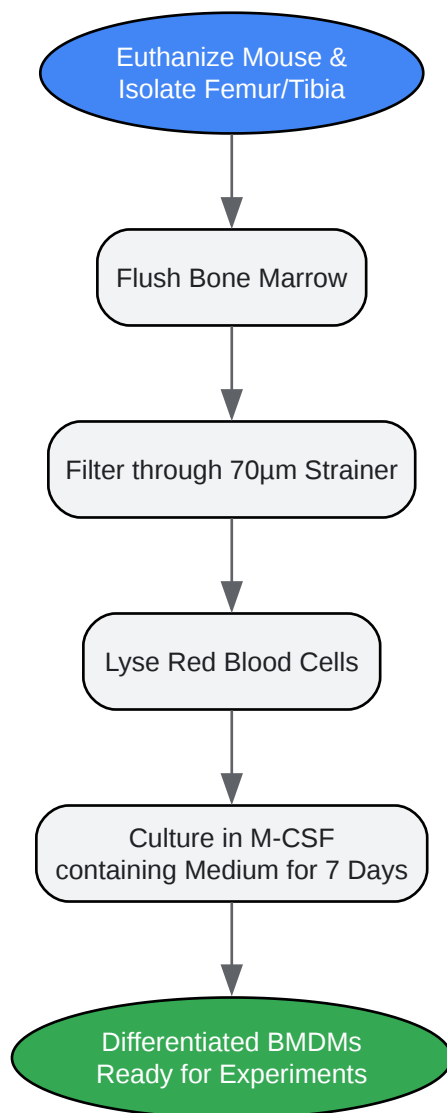 Euthanize Mouse &
Isolate Femur/Tibia
Flush Bone Marrow
Filter through 70µm Strainer
Lyse Red Blood Cells
Culture in M-CSF
containing Medium for 7 Days
Differentiated BMDMs
Ready for Experiments